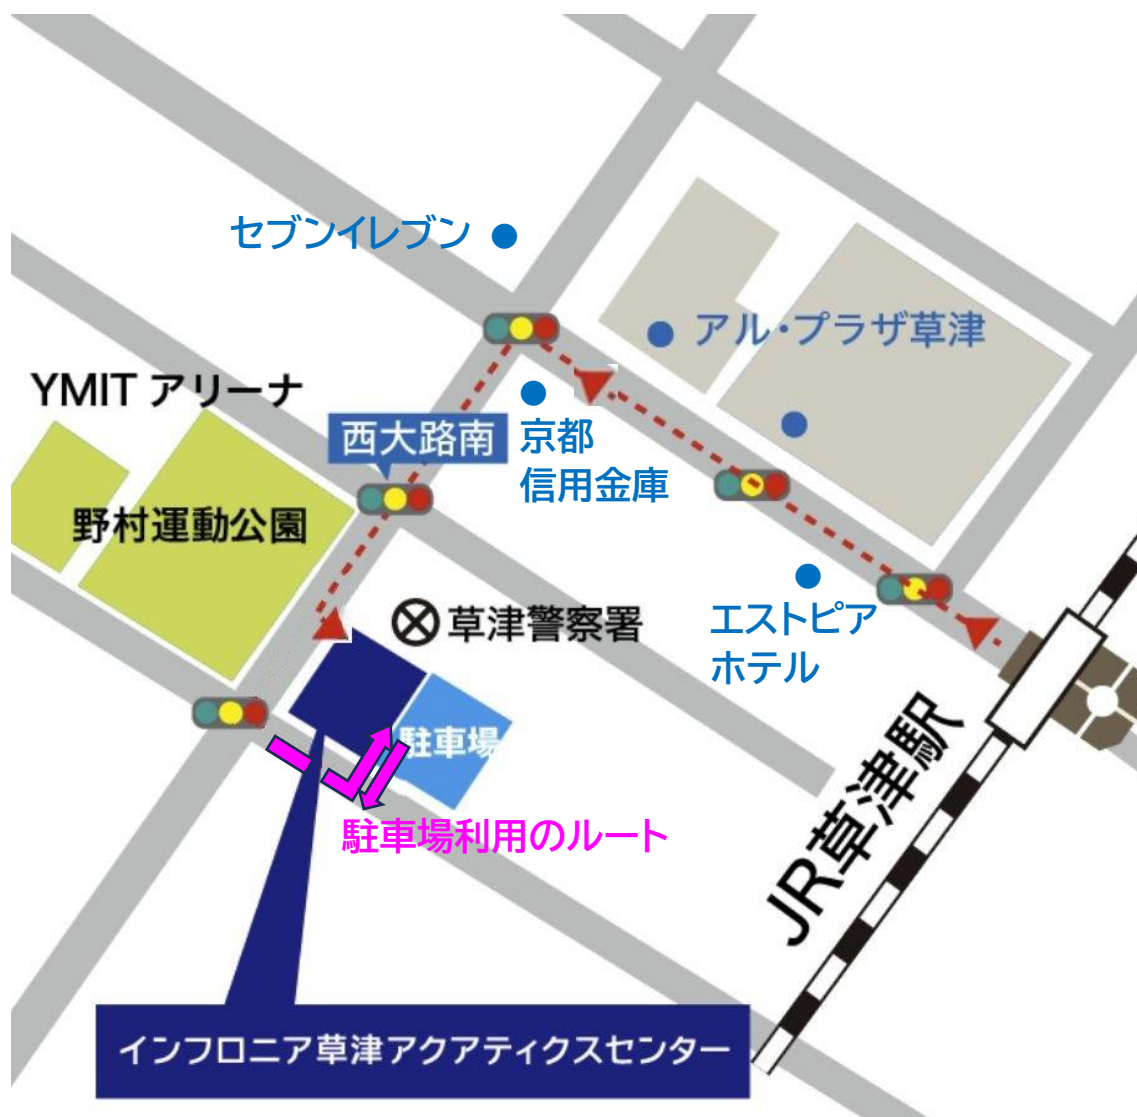 セブンイレブン
アル・プラザ草津
YMIT アリーナ
西大路南
京都
信用金庫
野村運動公園
草津警察署
エストピア
ホテル
駐車場
JR草津駅
駐車場利用のルート
インフロニア草津アクアティクスセンター